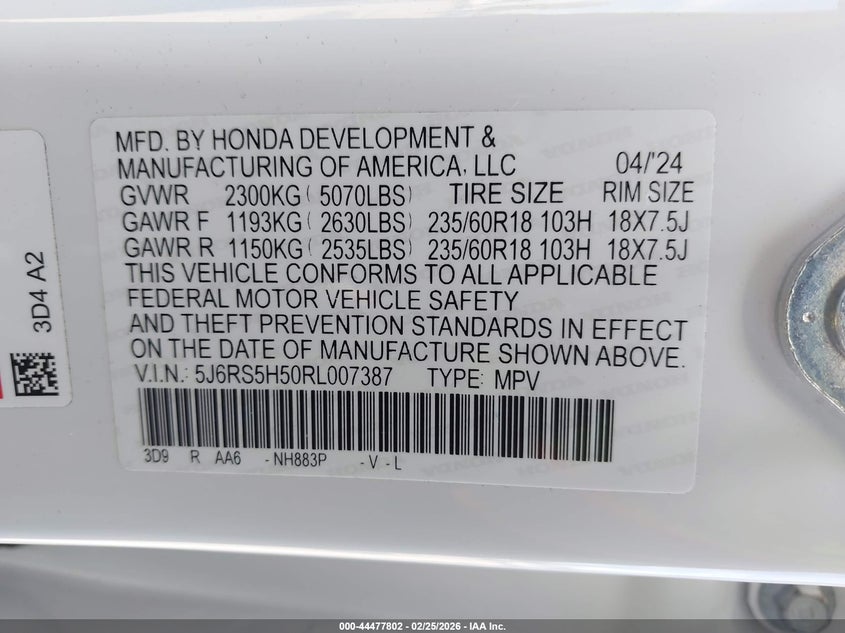 MFD. BY HONDA DEVELOPMENT &
MANUFACTURING OF AMERICA, LLC 04/'24
GVWR 2300KG ( 5070LBS) TIRE SIZE RIM SIZE
GAWR F 1193KG ( 2630LBS) 235/60R18 103H 18X7.5J
GAWR R 1150KG ( 2535LBS) 235/60R18 103H 18X7.5J
THIS VEHICLE CONFORMS TO ALL APPLICABLE
FEDERAL MOTOR VEHICLE SAFETY
AND THEFT PREVENTION STANDARDS IN EFFECT
ON THE DATE OF MANUFACTURE SHOWN ABOVE.
V.I.N.: 5J6RS5H50RL007387 TYPE: MPV
3D9 R AA6 -NH883P -V - L
3D4 A2
000-44477802 - 02/25/2026 - IAA Inc.